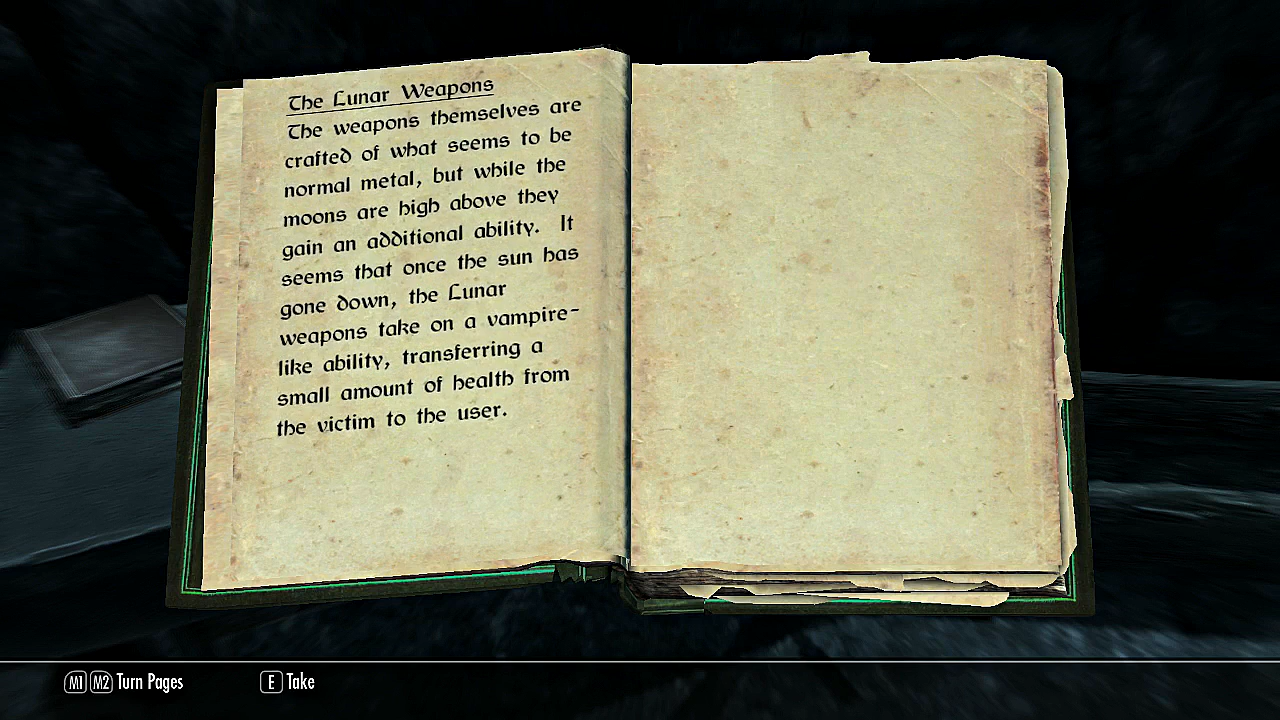 The Lunar Weapons
The weapons themselves are
crafted of what seems to be
normal metal, but while the
moons are high above they
gain an additional ability.  It
seems that once the sun has
gone down, the Lunar
weapons take on a vampire-
like ability, transferring a
small amount of health from
the victim to the user.
M1 M2 Turn Pages
E Take